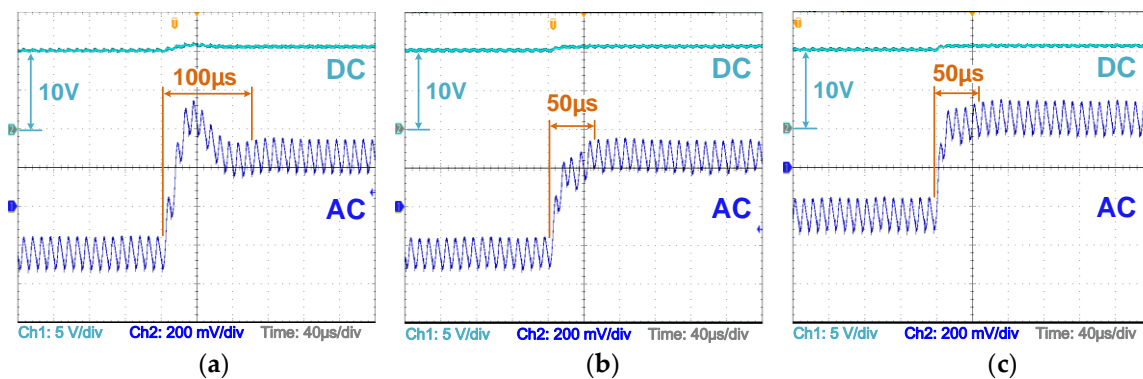 DC
100μs
10V
AC
Ch1: 5 V/div Ch2: 200 mV/div Time: 40μs/div
(a)
DC
10V
50μs
AC
Ch1: 5 V/div Ch2: 200 mV/div Time: 40μs/div
(b)
DC
50μs
10V
AC
Ch1: 5 V/div Ch2: 200 mV/div Time: 40μs/div
(c)